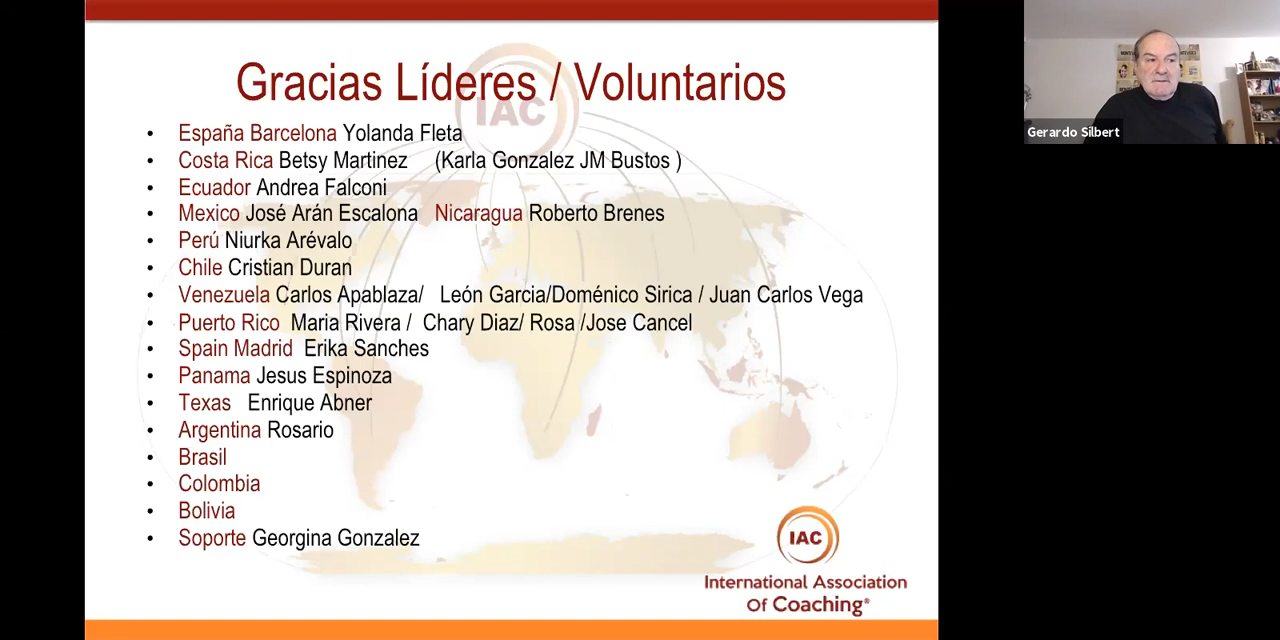 Gracias Líderes / Voluntarios
IAC
• España Barcelona Yolanda Fleta
• Costa Rica Betsy Martinez (Karla Gonzalez JM Bustos )
• Ecuador Andrea Falconi
• Mexico José Arán Escalona Nicaragua Roberto Brenes
• Perú Niurka Arévalo
• Chile Cristian Duran
• Venezuela Carlos Apablaza/ León Garcia/Doménico Sirica / Juan Carlos Vega
• Puerto Rico Maria Rivera / Chary Diaz/ Rosa /Jose Cancel
• Spain Madrid Erika Sanches
• Panama Jesus Espinoza
• Texas Enrique Abner
• Argentina Rosario
• Brasil
• Colombia
• Bolivia
• Soporte Georgina Gonzalez
IAC
International Association
Of Coaching®
Gerardo Silbert